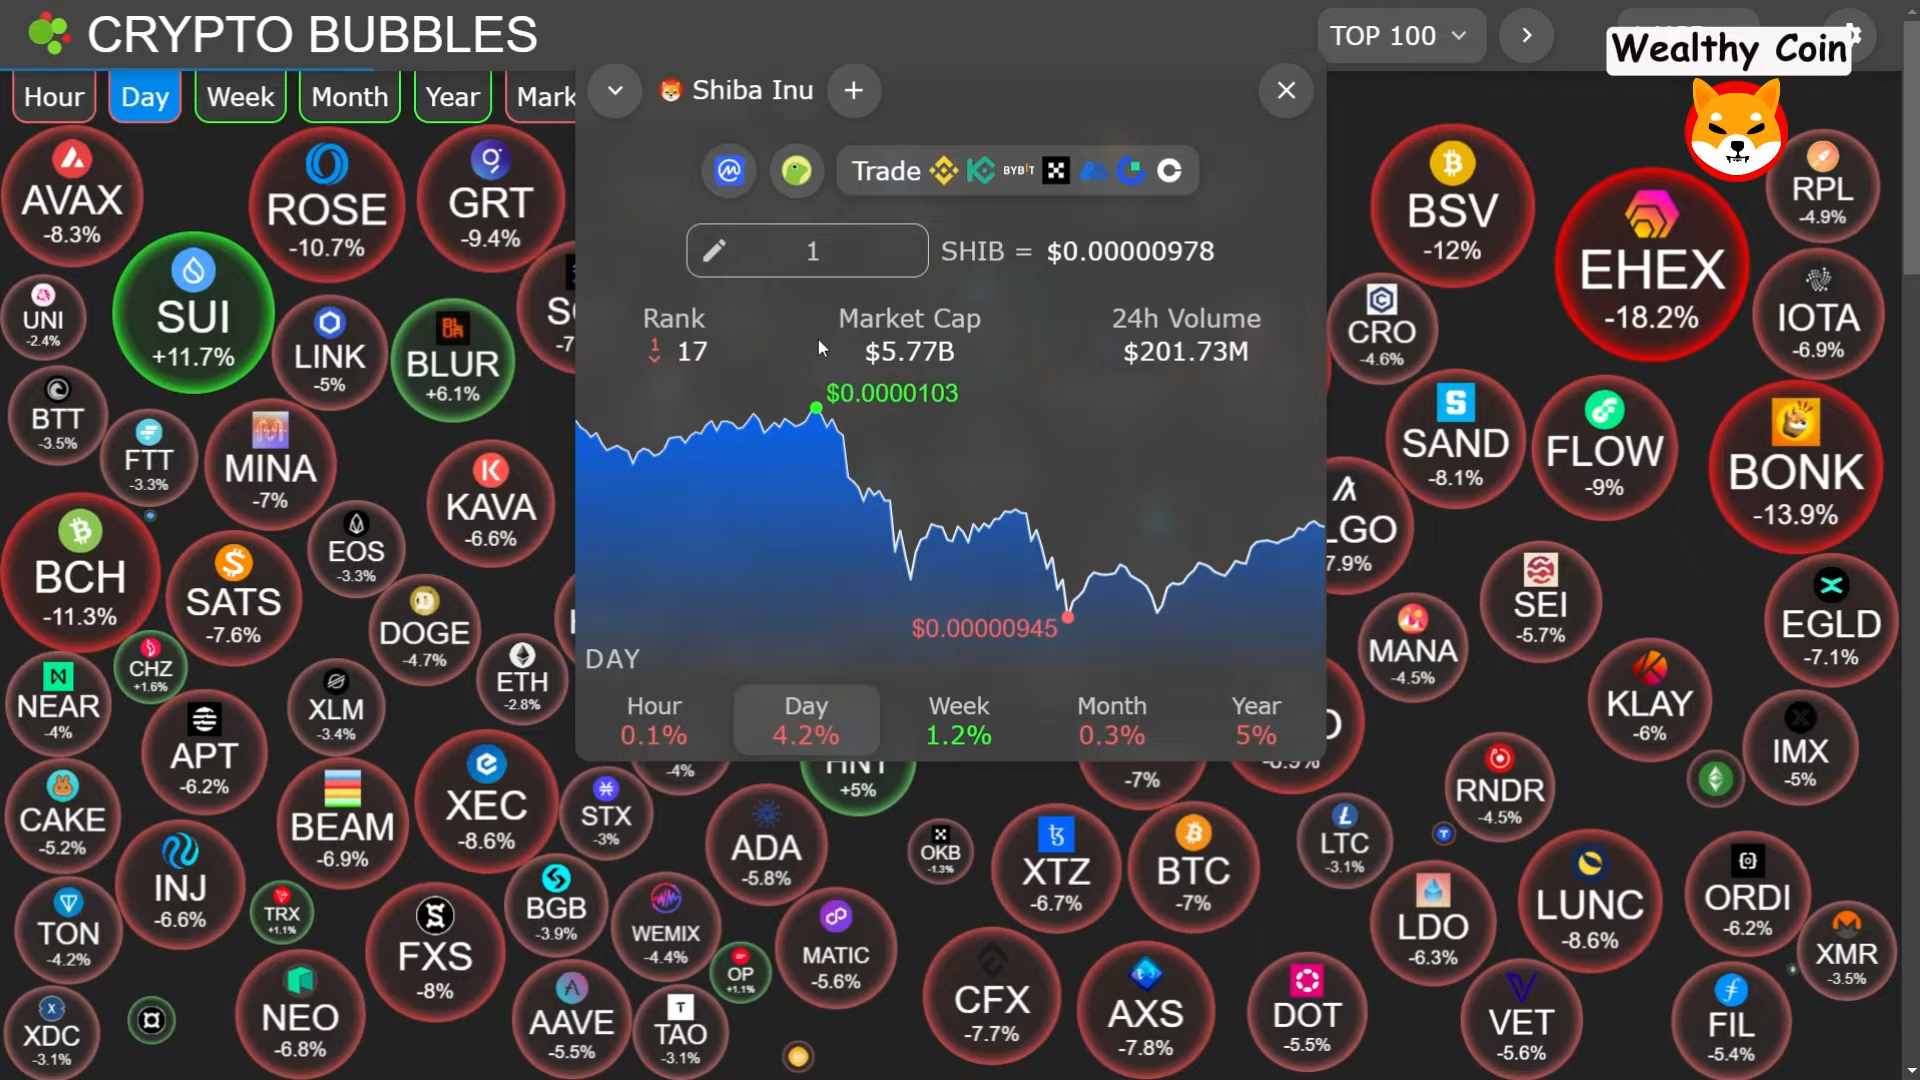 CRYPTO BUBBLES
TOP 100
Wealthy Coin
Hour
Day
Week
Month
Year
Shiba Inu
Trade
BYBIT
1
SHIB = $0.00000978
Rank
1
17
Market Cap
$5.77B
24h Volume
$201.73M
$0.0000103
$0.00000945
DAY
Hour
0.1%
Day
4.2%
Week
1.2%
Month
0.3%
Year
5%
AVAX
-8.3%
ROSE
-10.7%
GRT
-9.4%
SUI
+11.7%
UNI
-2.4%
LINK
-5%
BLUR
+6.1%
BTT
-3.5%
FTT
-3.3%
MINA
-7%
KAVA
-6.6%
BCH
-11.3%
SATS
-7.6%
EOS
-3.3%
DOGE
-4.7%
CHZ
+1.6%
ETH
-2.8%
NEAR
-4%
APT
-6.2%
XLM
-3.4%
CAKE
-5.2%
BEAM
-6.9%
XEC
-8.6%
STX
-3%
-4%
+5%
-7%
INJ
-6.6%
TON
-4.2%
TRX
+1.1%
FXS
-8%
BGB
-3.9%
WEMIX
-4.4%
ADA
-5.8%
OKB
-1.3%
XTZ
-6.7%
BTC
-7%
LTC
-3.1%
MATIC
-5.6%
OP
+1.1%
XDC
-3.1%
NEO
-6.8%
AAVE
-5.5%
TAO
-3.1%
CFX
-7.7%
AXS
-7.8%
DOT
-5.5%
BSV
-12%
EHEX
-18.2%
RPL
-4.9%
CRO
-4.6%
IOTA
-6.9%
SAND
-8.1%
FLOW
-9%
BONK
-13.9%
SEI
-5.7%
EGLD
-7.1%
MANA
-4.5%
KLAY
-6%
IMX
-5%
RNDR
-4.5%
LDO
-6.3%
LUNC
-8.6%
ORDI
-6.2%
XMR
-3.5%
VET
-5.6%
FIL
-5.4%